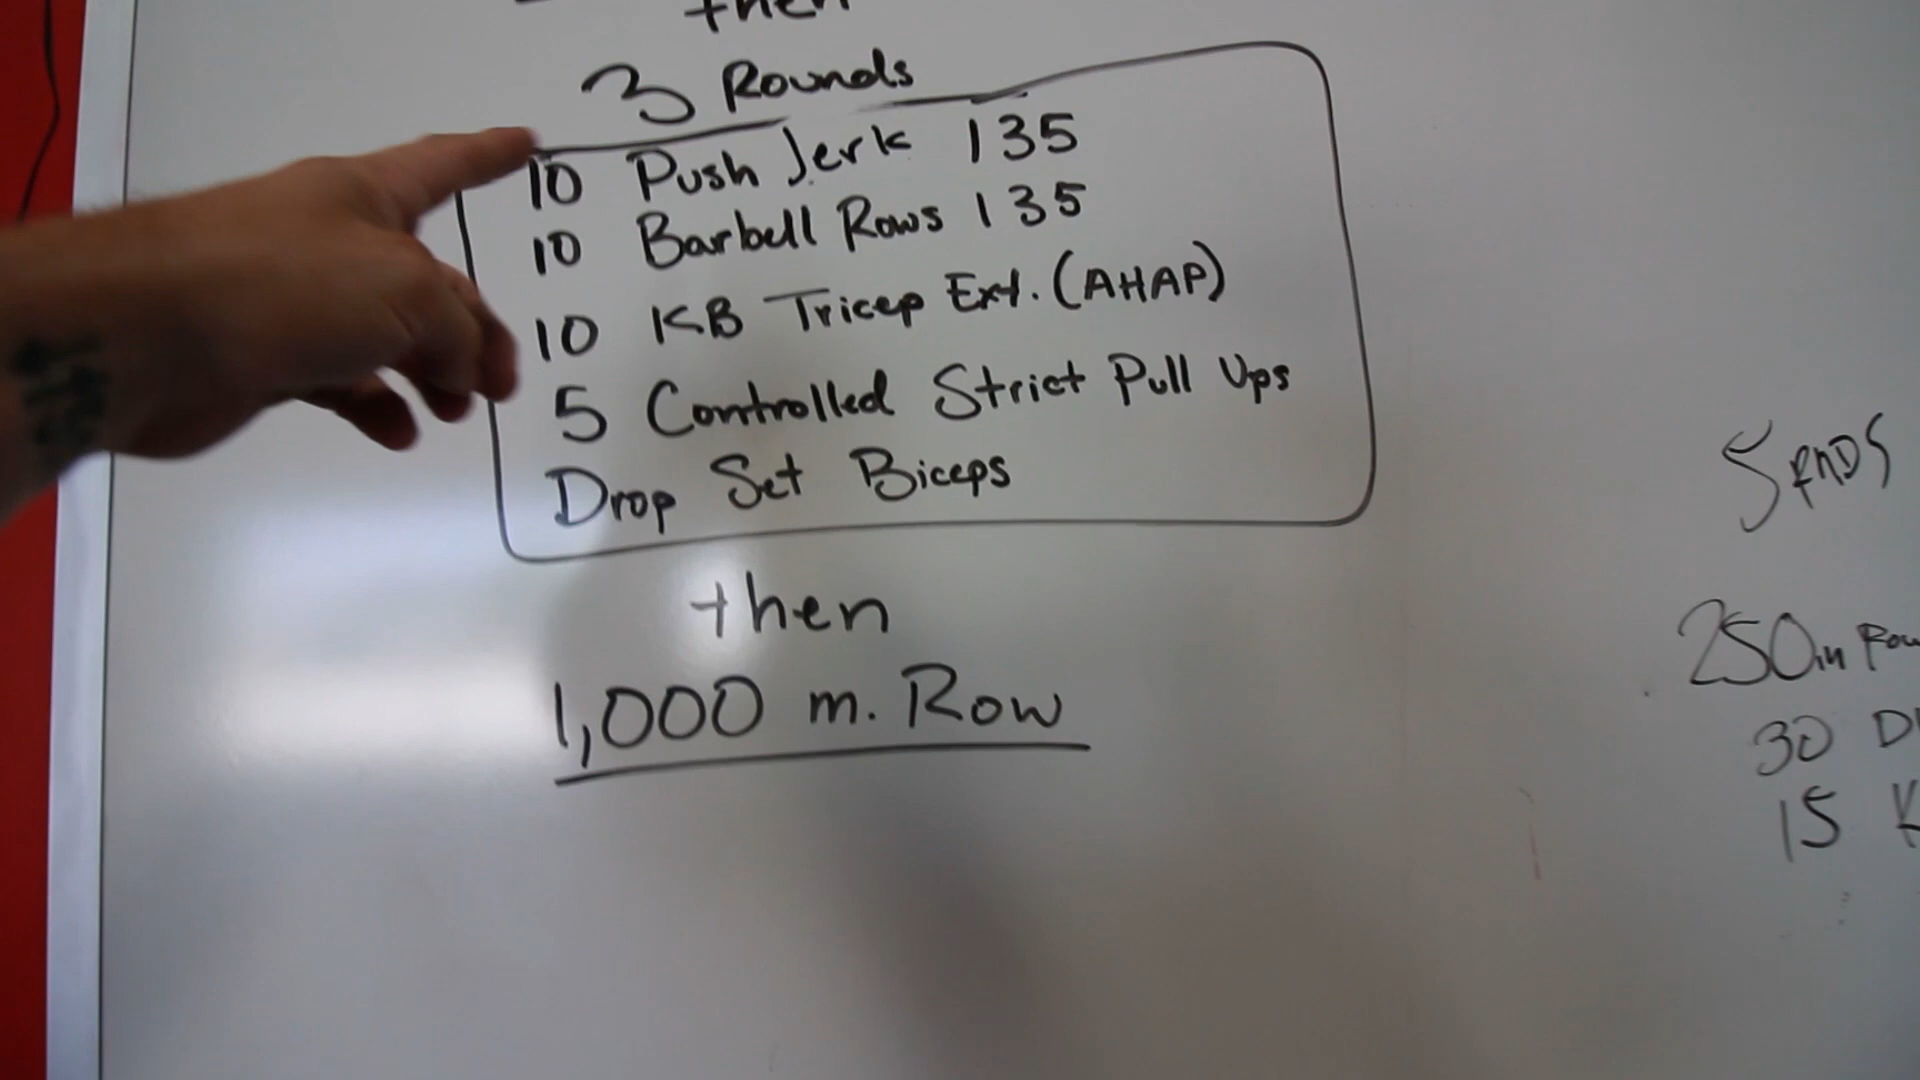 then
3 Rounds
10 Push Jerk 135
10 Barbell Rows 135
10 KB Tricep Ext. (AHAP)
5 Controlled Strict Pull Ups
Drop Set Biceps
then
1,000 m. Row
5 RNDS
250m Row
30 D
15 K